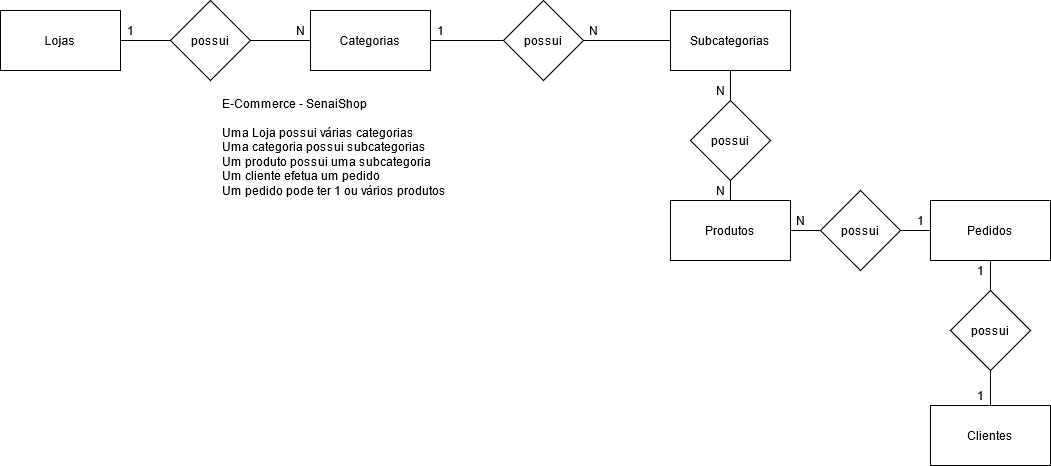 Lojas
1
possui
N
Categorias
1
possui
N
Subcategorias
E-Commerce - SenaiShop
Uma Loja possui várias categorias
Uma categoria possui subcategorias
Um produto possui uma subcategoria
Um cliente efetua um pedido
Um pedido pode ter 1 ou vários produtos
N
possui
N
Produtos
N
possui
1
Pedidos
1
possui
1
Clientes